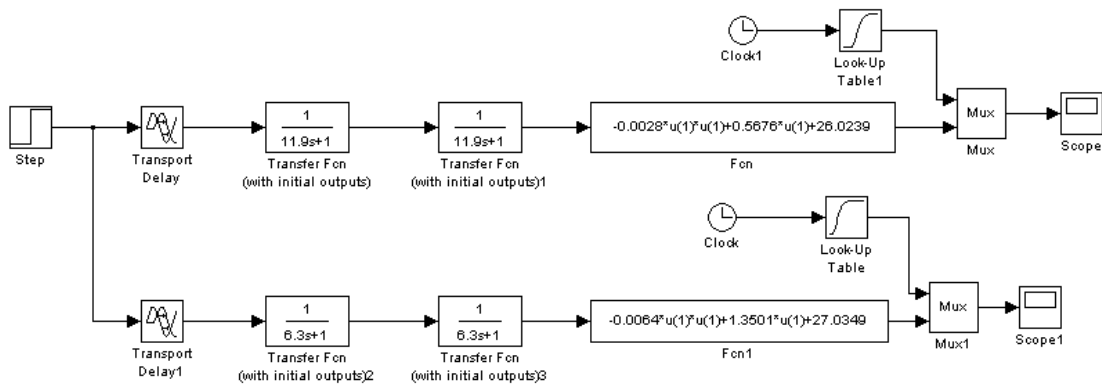 Clock1
Look-Up
Table1
Step
Transport
Delay
1
11.9s+1
Transfer Fcn
(with initial outputs)
1
11.9s+1
Transfer Fcn
(with initial outputs)1
-0.0028*u(1)*u(1)+0.5676*u(1)+26.0239
Fcn
Mux
Mux
Scope
Clock
Look-Up
Table
Transport
Delay1
1
6.3s+1
Transfer Fcn
(with initial outputs)2
1
6.3s+1
Transfer Fcn
(with initial outputs)3
-0.0064*u(1)*u(1)+1.3501*u(1)+27.0349
Fcn1
Mux
Mux1
Scope1